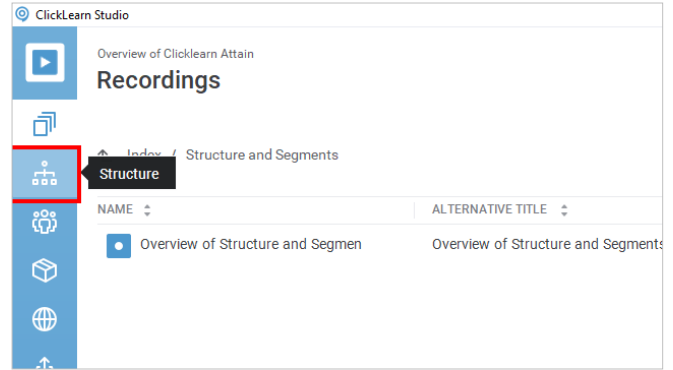 ClickLearn Studio
Overview of Clicklearn Attain
Recordings
Index / Structure and Segments
Structure
NAME
ALTERNATIVE TITLE
Overview of Structure and Segmen
Overview of Structure and Segments